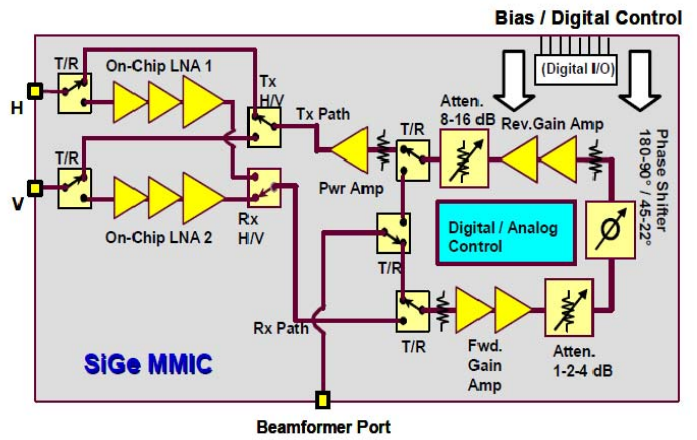 Bias / Digital Control
(Digital I/O)
T/R
On-Chip LNA 1
Tx
H/V
H
Tx Path
T/R
Atten.
8-16 dB
Rev.Gain Amp
Phase Shifter
180-90° / 45-22°
T/R
Pwr Amp
V
On-Chip LNA 2
Rx
H/V
T/R
Digital / Analog
Control
Φ
Rx Path
T/R
Fwd.
Gain
Amp
Atten.
1-2-4 dB
SiGe MMIC
Beamformer Port